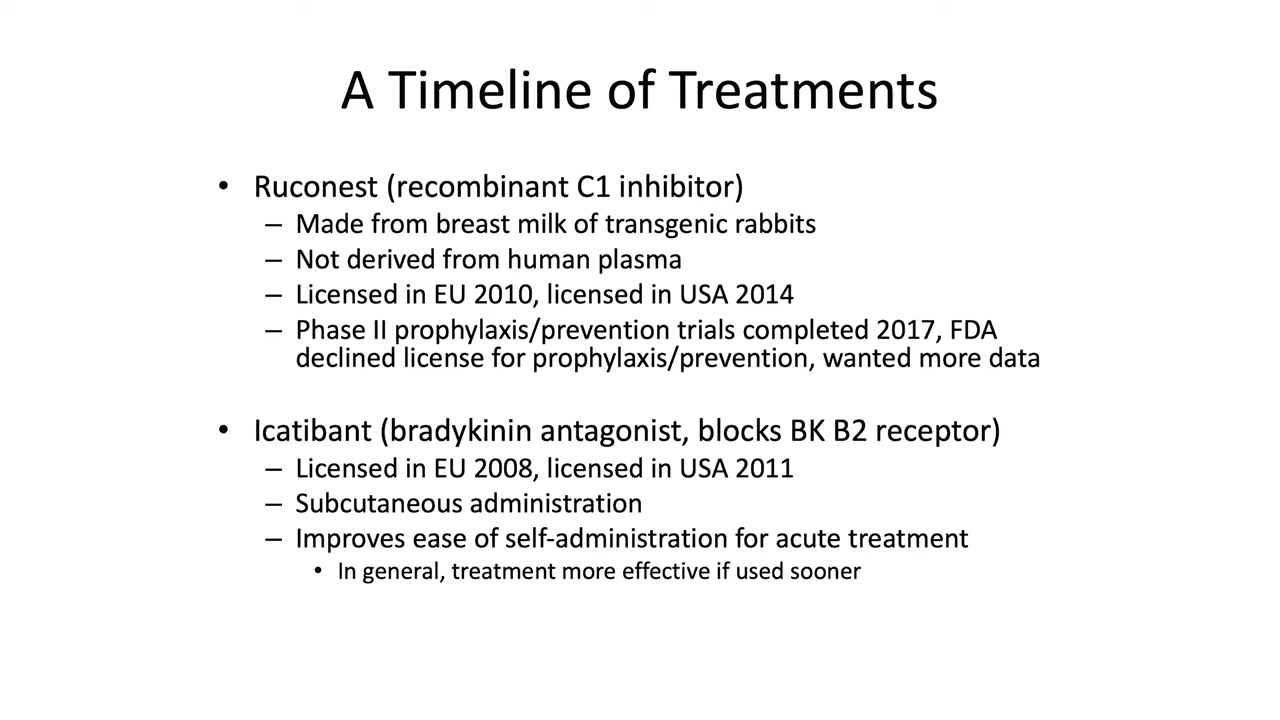 A Timeline of Treatments
• Ruconest (recombinant C1 inhibitor)
– Made from breast milk of transgenic rabbits
– Not derived from human plasma
– Licensed in EU 2010, licensed in USA 2014
– Phase II prophylaxis/prevention trials completed 2017, FDA
declined license for prophylaxis/prevention, wanted more data
• Icatibant (bradykinin antagonist, blocks BK B2 receptor)
– Licensed in EU 2008, licensed in USA 2011
– Subcutaneous administration
– Improves ease of self-administration for acute treatment
• In general, treatment more effective if used sooner